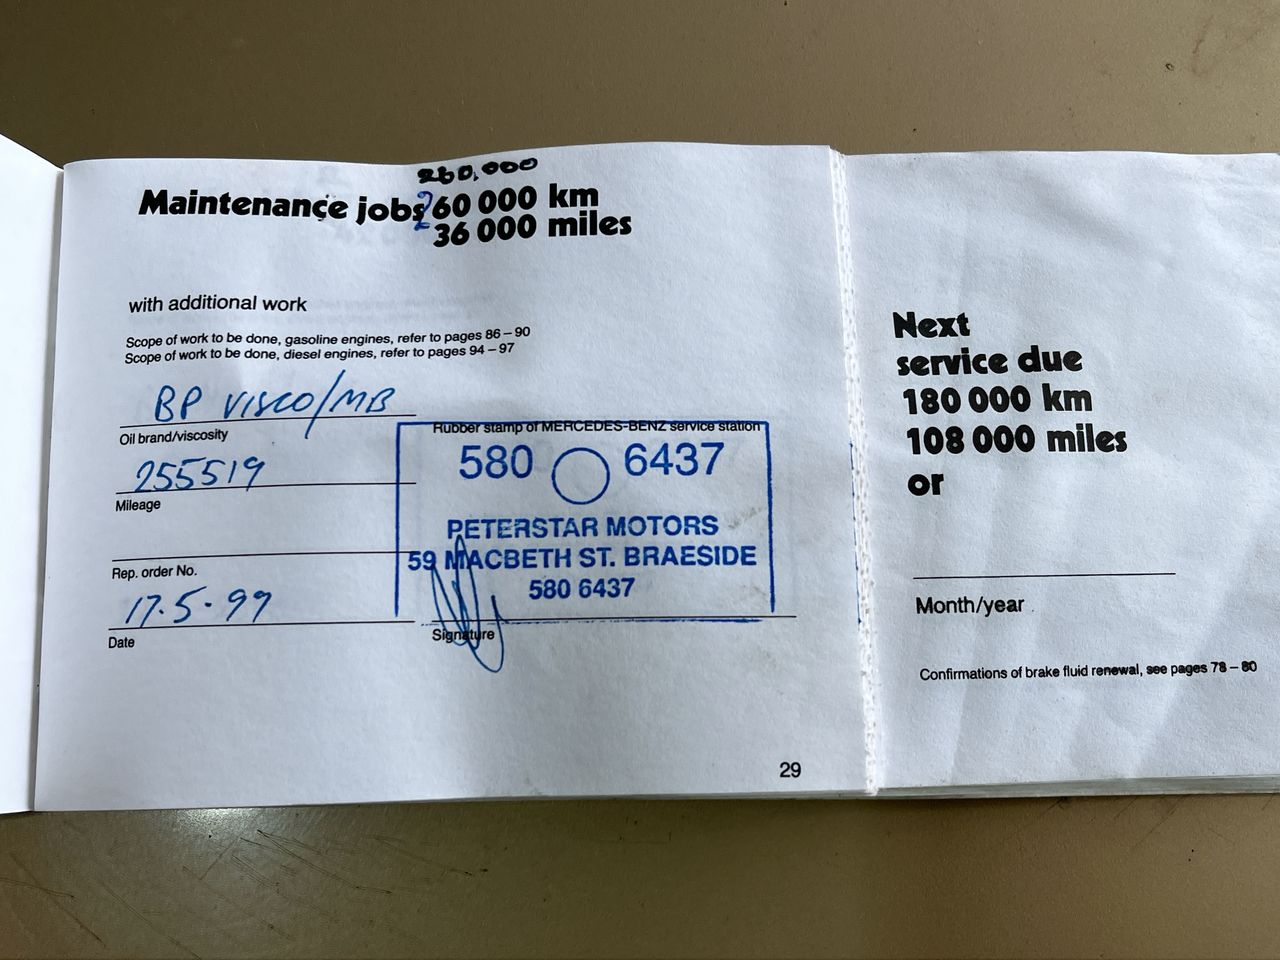 260,000
Maintenance jobs 260 000 km
36 000 miles
with additional work
Scope of work to be done, gasoline engines, refer to pages 86 – 90
Scope of work to be done, diesel engines, refer to pages 94 – 97
BP VISCO/MB
Oil brand/viscosity
255519
Mileage
Rep. order No.
17.5.99
Date
Rubber stamp of MERCEDES-BENZ service station
580 6437
PETERSTAR MOTORS
59 MACBETH ST. BRAESIDE
580 6437
Signature
29
Next
service due
180 000 km
108 000 miles
or
Month/year
Confirmations of brake fluid renewal, see pages 78 – 80